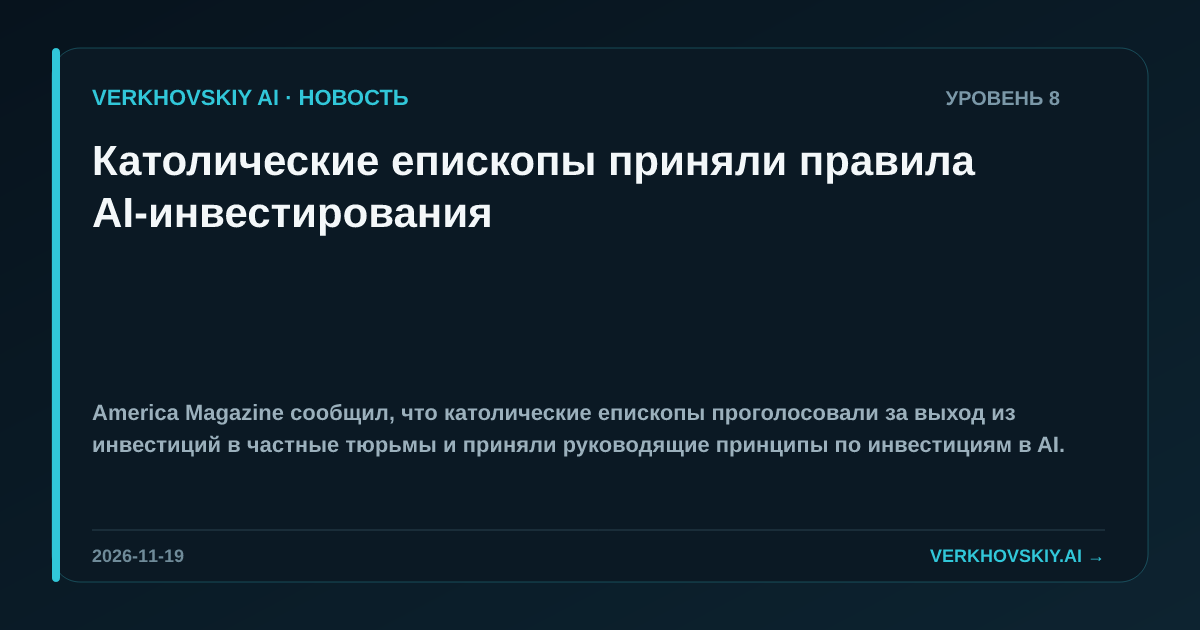 VERKHOVSKIY AI · НОВОСТЬ
УРОВЕНЬ 8
Католические епископы приняли правила
AI-инвестирования
America Magazine сообщил, что католические епископы проголосовали за выход из
инвестиций в частные тюрьмы и приняли руководящие принципы по инвестициям в AI.
2026-11-19
VERKHOVSKIY.AI →